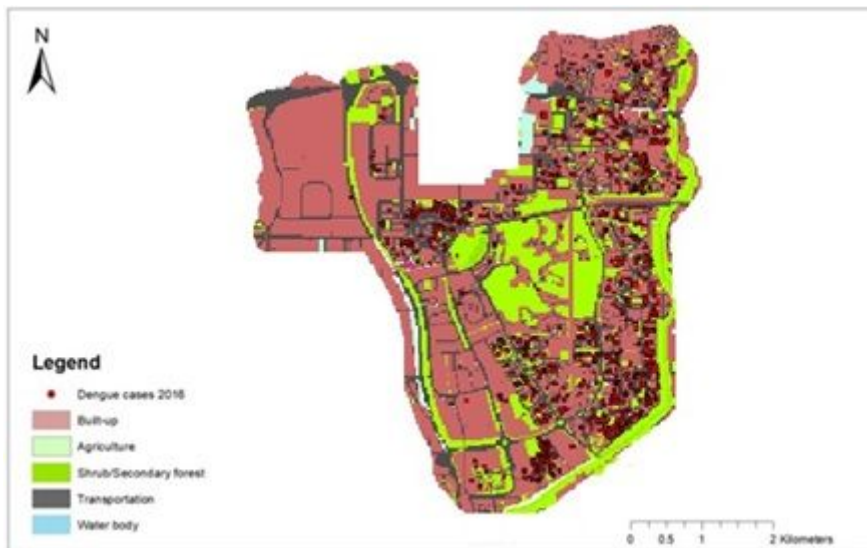 N
Legend
Dengue cases 2016
Built-up
Agriculture
Shrub/Secondary forest
Transportation
Water body
0 0.5 1 2 Kilometers